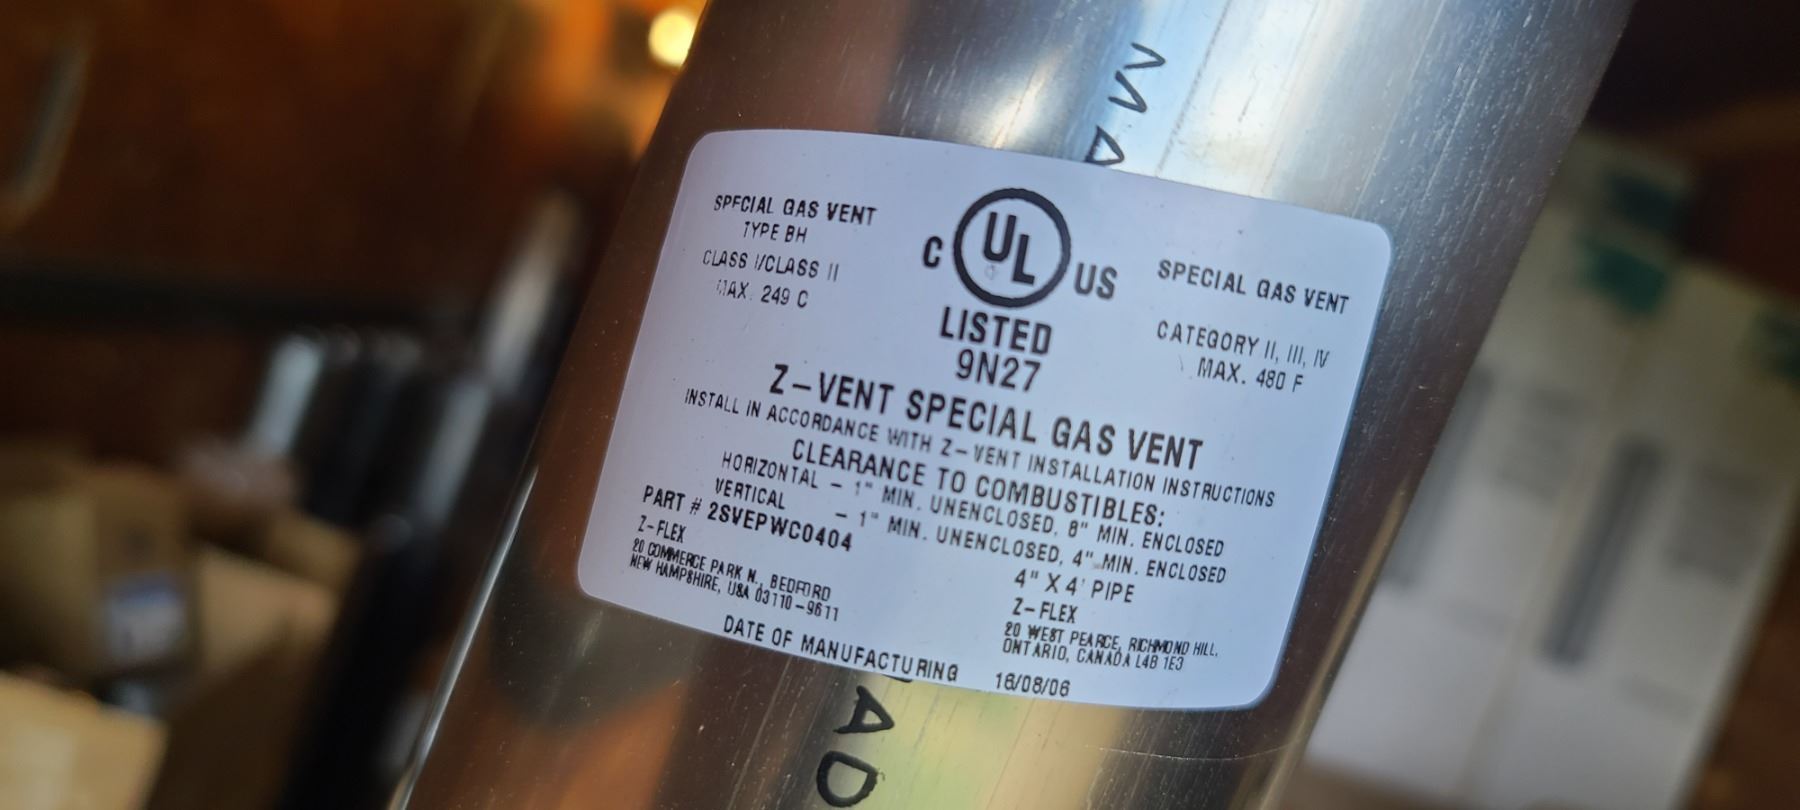 MA
SPECIAL GAS VENT
TYPE BH
CLASS I/CLASS II
MAX. 249 C
C UL US
LISTED
9N27
SPECIAL GAS VENT
CATEGORY II, III, IV
MAX. 480 F
Z-VENT SPECIAL GAS VENT
INSTALL IN ACCORDANCE WITH Z-VENT INSTALLATION INSTRUCTIONS
CLEARANCE TO COMBUSTIBLES:
HORIZONTAL - 1" MIN. UNENCLOSED, 8" MIN. ENCLOSED
VERTICAL - 1" MIN. UNENCLOSED, 4" MIN. ENCLOSED
PART # 2SVEPWC0404
4" X 4' PIPE
Z-FLEX
20 COMMERCE PARK N., BEDFORD
NEW HAMPSHIRE, USA 03110-9611
Z-FLEX
20 WEST PEARCE, RICHMOND HILL,
ONTARIO, CANADA L4B 1E3
DATE OF MANUFACTURING 16/08/06
AD